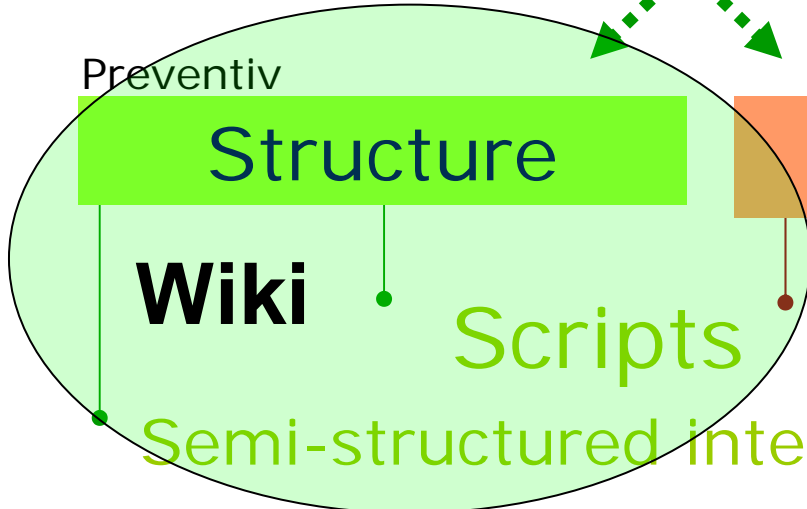 Preventiv
Structure
Wiki
Scripts
Semi-structured inte